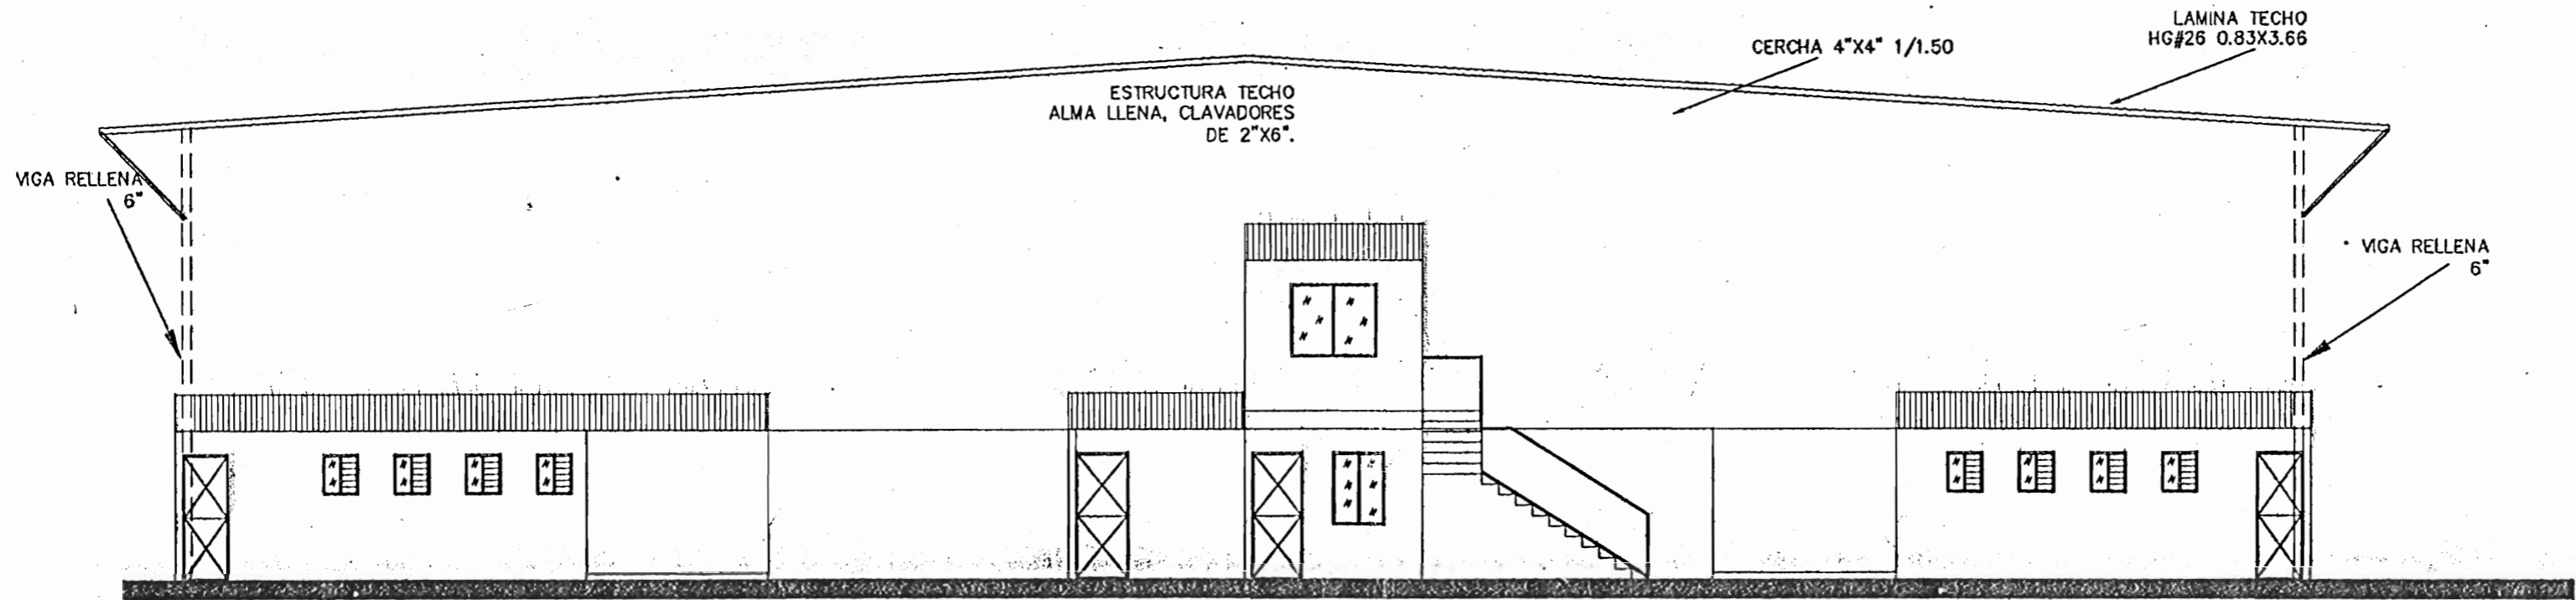 LAMINA TECHO
HG#26 0.83X3.66
CERCHA 4"X4" 1/1.50
ESTRUCTURA TECHO
ALMA LLENA, CLAVADORES
DE 2"X6".
VIGA RELLENA
6"
VIGA RELLENA
6"